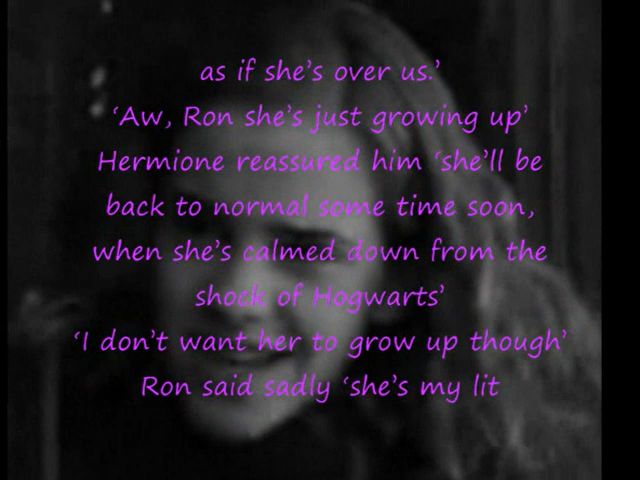 as if she's over us.'
'Aw, Ron she's just growing up'
Hermione reassured him 'she'll be
back to normal some time soon,
when she's calmed down from the
shock of Hogwarts'
'I don't want her to grow up though'
Ron said sadly 'she's my lit